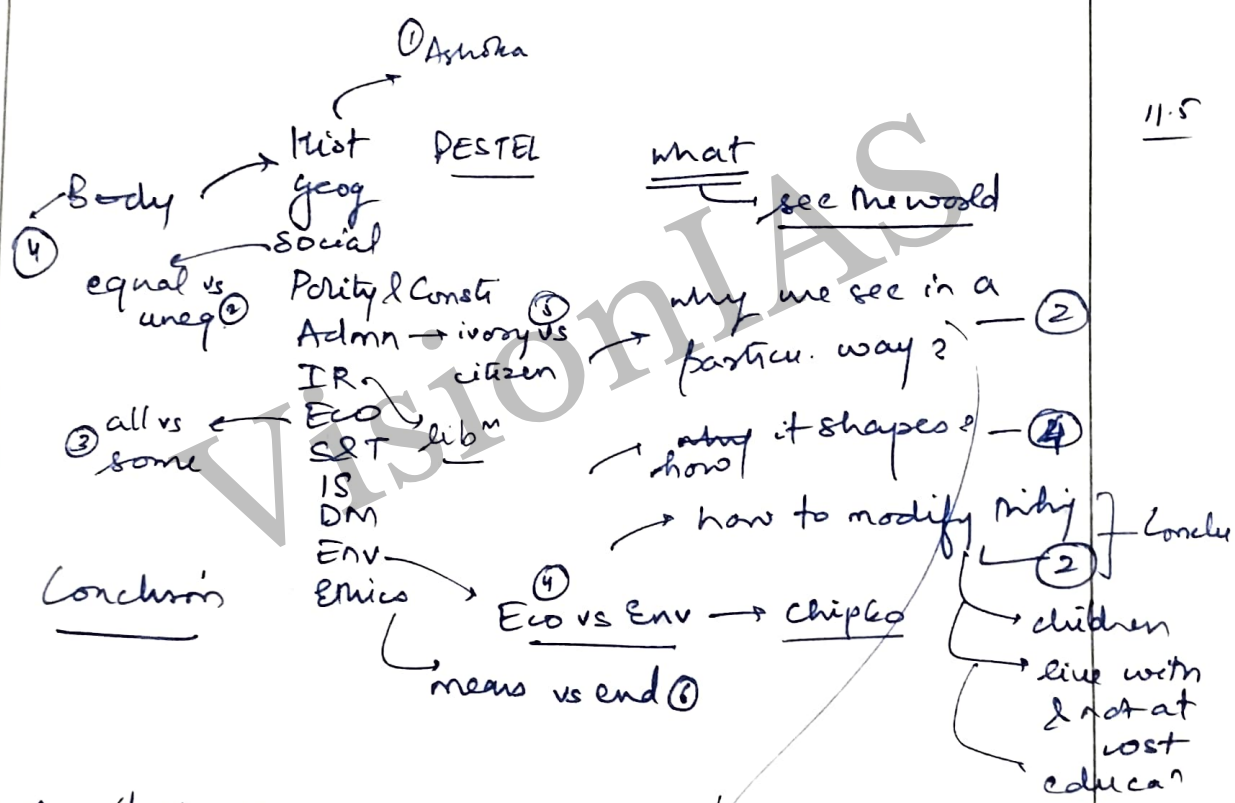 ① Ashoka
11.5
Hist PESTEL what
Body geog see the world
④ social
equal vs uneq ②
Polity & Consti
why we see in a particu. way? — ②
Admn → ivory vs citizen ⑤
IR
libm
Eco
③ all vs some
S&T
how it shapes? — ④
IS
DM
how to modify
Conclu
②
Env
Conclusion Ethics
④
Eco vs Env → chipko
children
means vs end ⑥
live with
& not at
cost
educan
VisionIAS